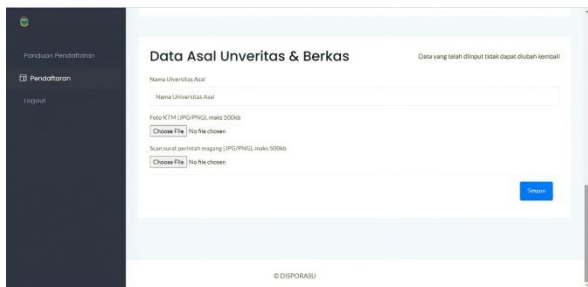 Panduan Pendaftaran
Pendaftaran
Logout
Data Asal Unveritas & Berkas
Data yang telah diinput tidak dapat diubah kembali
Nama Uiversitas Asal
Nama Universitas Asal
Foto KTM (JPG/PNG), maks 500kb
Choose File No file chosen
Scan surat perintah magang (JPG/PNG), maks 500kb
Choose File No file chosen
Simpan
© DISPORASU